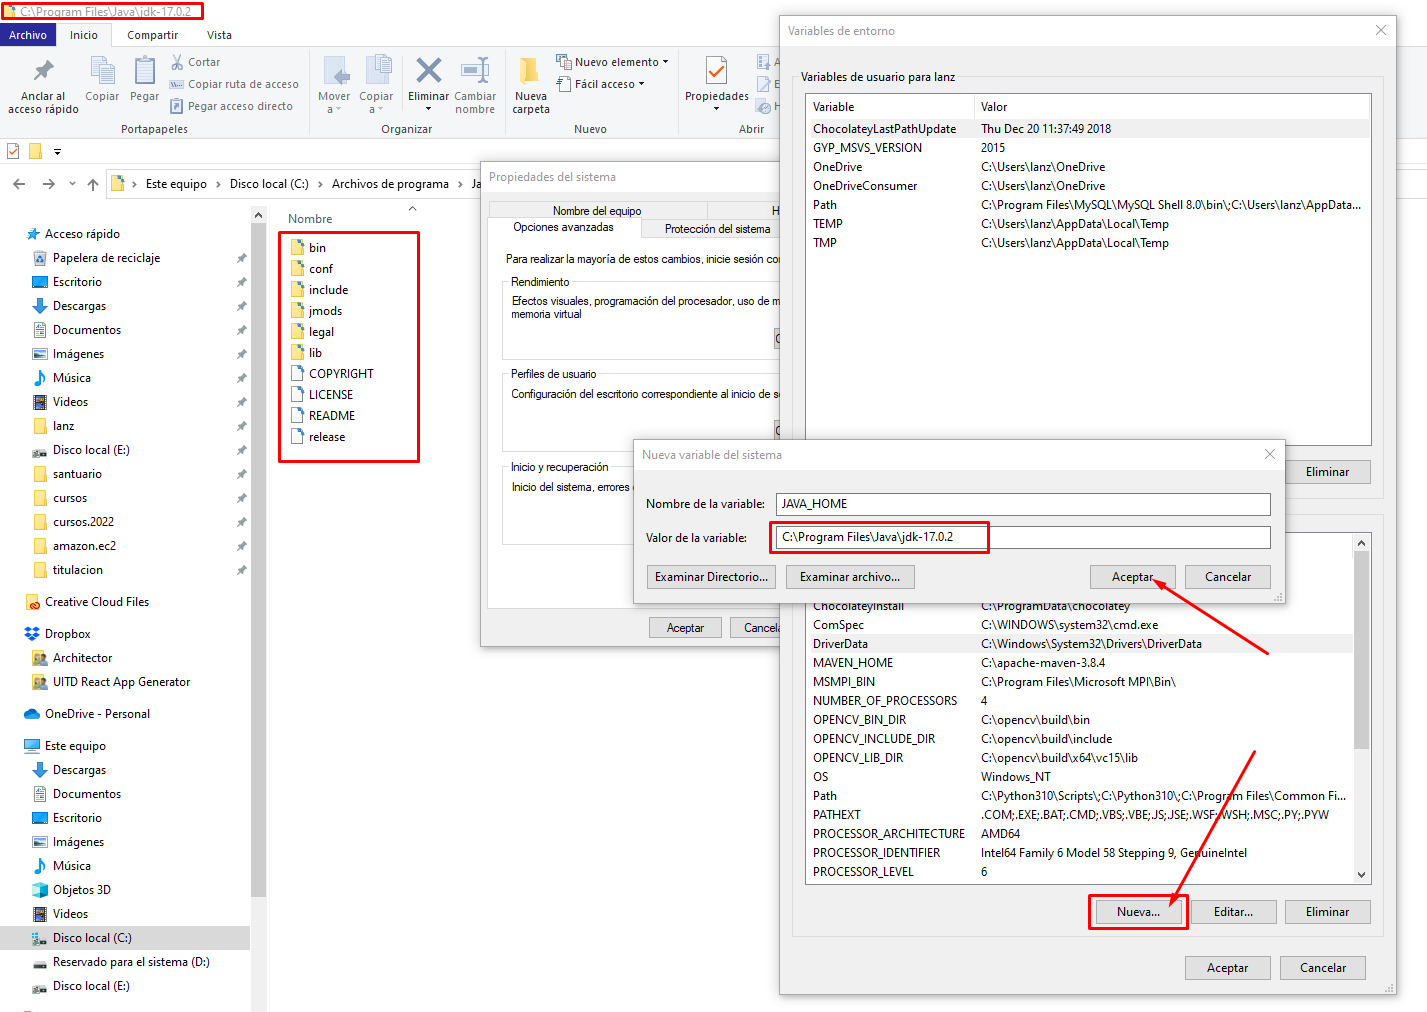 C:\Program Files\Java\jdk-17.0.2
Archivo
Inicio
Compartir
Vista
Anclar al
acceso rápido
Copiar
Pegar
Cortar
Copiar ruta de acceso
Pegar acceso directo
Portapapeles
Mover
a
Copiar
a
Eliminar
Cambiar
nombre
Organizar
Nueva
carpeta
Nuevo elemento
Fácil acceso
Nuevo
Propiedades
Abrir
Este equipo
Disco local (C:)
Archivos de programa
Ja
Acceso rápido
Papelera de reciclaje
Escritorio
Descargas
Documentos
Imágenes
Música
Videos
lanz
Disco local (E:)
santuario
cursos
cursos.2022
amazon.ec2
titulacion
Creative Cloud Files
Dropbox
Architector
UITD React App Generator
OneDrive - Personal
Este equipo
Descargas
Documentos
Escritorio
Imágenes
Música
Objetos 3D
Videos
Disco local (C:)
Reservado para el sistema (D:)
Disco local (E:)
Nombre
bin
conf
include
jmods
legal
lib
COPYRIGHT
LICENSE
README
release
Propiedades del sistema
Nombre del equipo
H
Opciones avanzadas
Protección del sistema
Para realizar la mayoría de estos cambios, inicie sesión co
Rendimiento
Efectos visuales, programación del procesador, uso de m
memoria virtual
Perfiles de usuario
Configuración del escritorio correspondiente al inicio de se
Inicio y recuperación
Inicio del sistema, errores
Aceptar
Cancela
Variables de entorno
Variables de usuario para lanz
Variable Valor
ChocolateyLastPathUpdate Thu Dec 20 11:37:49 2018
GYP_MSVS_VERSION 2015
OneDrive C:\Users\lanz\OneDrive
OneDriveConsumer C:\Users\lanz\OneDrive
Path C:\Program Files\MySQL\MySQL Shell 8.0\bin\;C:\Users\lanz\AppData...
TEMP C:\Users\lanz\AppData\Local\Temp
TMP C:\Users\lanz\AppData\Local\Temp
Eliminar
Nueva variable del sistema
Nombre de la variable: JAVA_HOME
Valor de la variable: C:\Program Files\Java\jdk-17.0.2
Examinar Directorio...
Examinar archivo...
Aceptar
Cancelar
ChocolateyInstall C:\ProgramData\chocolatey
ComSpec C:\WINDOWS\system32\cmd.exe
DriverData C:\Windows\System32\Drivers\DriverData
MAVEN_HOME C:\apache-maven-3.8.4
MSMPI_BIN C:\Program Files\Microsoft MPI\Bin\
NUMBER_OF_PROCESSORS 4
OPENCV_BIN_DIR C:\opencv\build\bin
OPENCV_INCLUDE_DIR C:\opencv\build\include
OPENCV_LIB_DIR C:\opencv\build\x64\vc15\lib
OS Windows_NT
Path C:\Python310\Scripts\;C:\Python310\;C:\Program Files\Common Fi...
PATHEXT .COM;.EXE;.BAT;.CMD;.VBS;.VBE;.JS;.JSE;.WSF;.WSH;.MSC;.PY;.PYW
PROCESSOR_ARCHITECTURE AMD64
PROCESSOR_IDENTIFIER Intel64 Family 6 Model 58 Stepping 9, GenuineIntel
PROCESSOR_LEVEL 6
Nueva...
Editar...
Eliminar
Aceptar
Cancelar